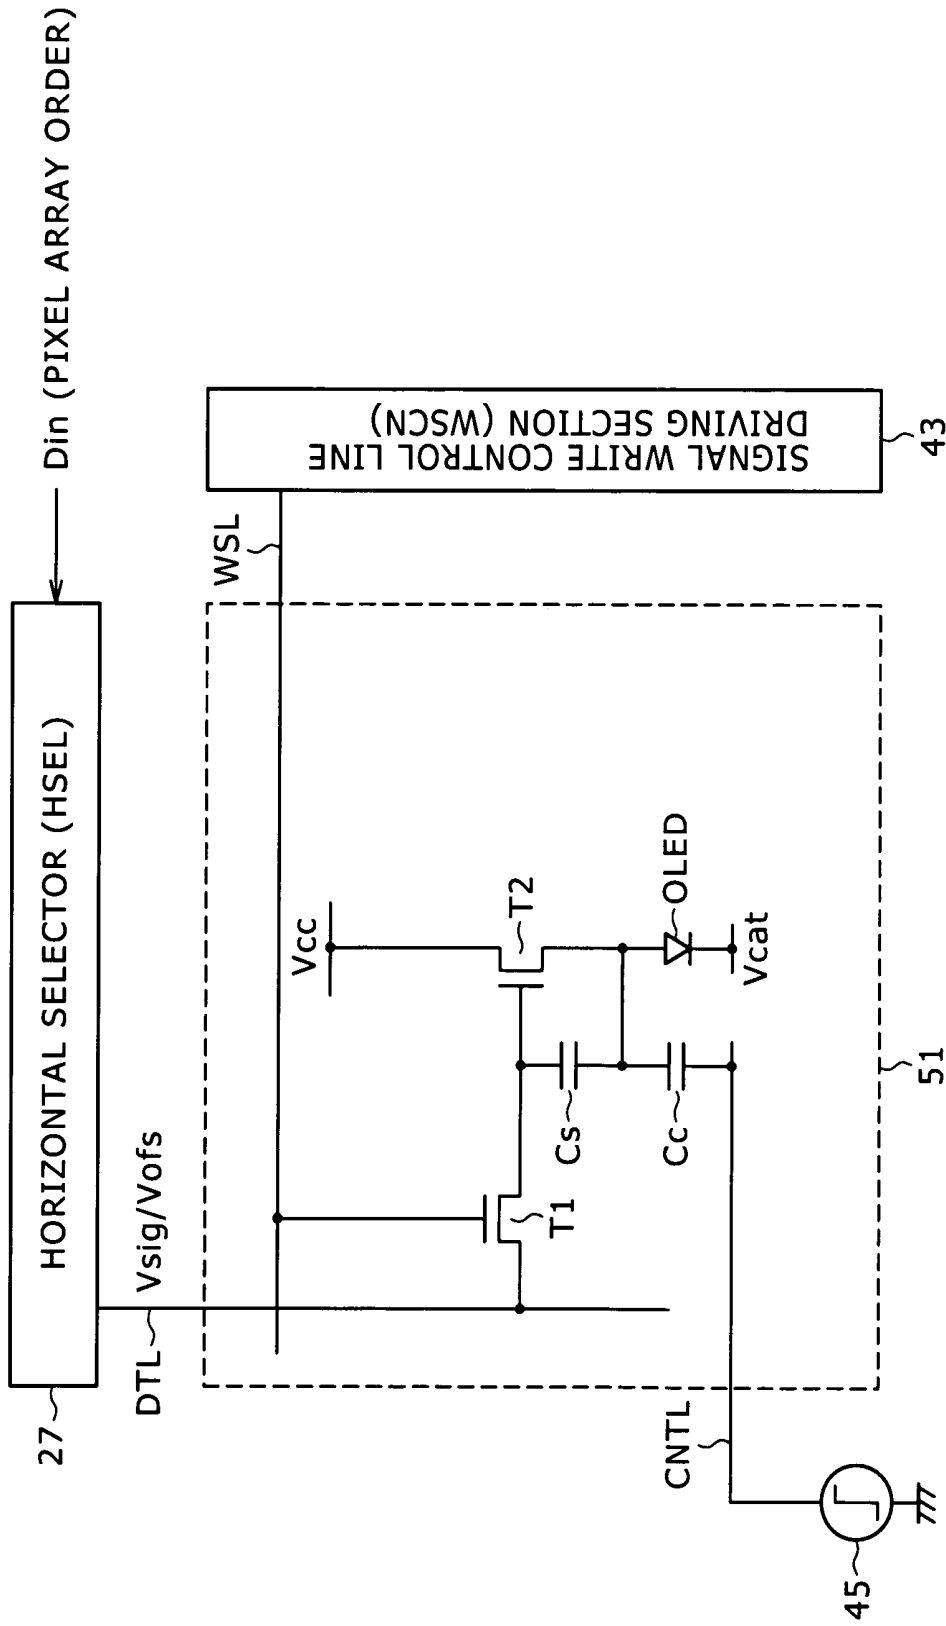 Din (PIXEL ARRAY ORDER)
HORIZONTAL SELECTOR (HSEL)
27
DTL
Vsig/Vofs
WSL
SIGNAL WRITE CONTROL LINE
DRIVING SECTION (WSCN)
43
Vcc
T2
T1
Cs
Cc
OLED
Vcat
51
CNTL
45